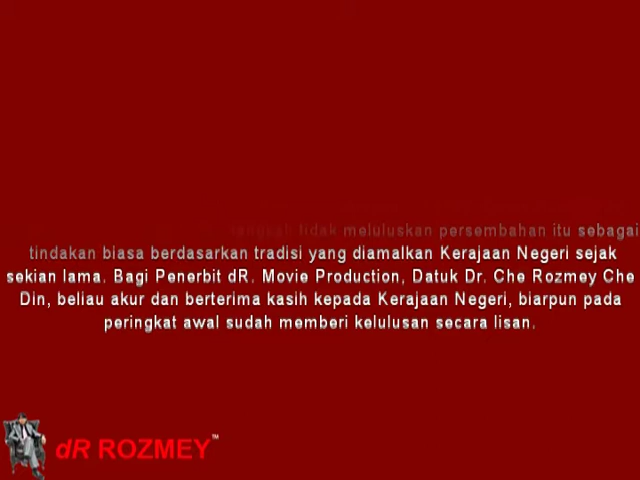 tidak meluluskan persembahan itu sebagai
tindakan biasa berdasarkan tradisi yang diamalkan Kerajaan Negeri sejak
sekian lama. Bagi Penerbit dR. Movie Production, Datuk Dr. Che Rozmey Che
Din, beliau akur dan berterima kasih kepada Kerajaan Negeri, biarpun pada
peringkat awal sudah memberi kelulusan secara lisan.
dR ROZMEY™